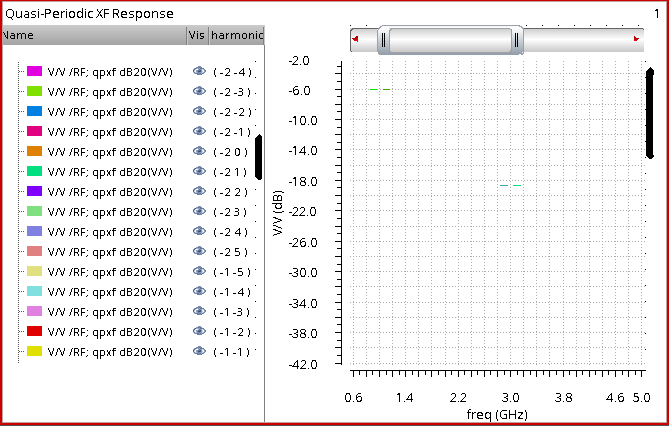 Quasi-Periodic XF Response 1
Name Vis harmonic
V/V /RF; qpxf dB20(V/V) (-2 -4)
V/V /RF; qpxf dB20(V/V) (-2 -3)
V/V /RF; qpxf dB20(V/V) (-2 -2)
V/V /RF; qpxf dB20(V/V) (-2 -1)
V/V /RF; qpxf dB20(V/V) (-2 0)
V/V /RF; qpxf dB20(V/V) (-2 1)
V/V /RF; qpxf dB20(V/V) (-2 2)
V/V /RF; qpxf dB20(V/V) (-2 3)
V/V /RF; qpxf dB20(V/V) (-2 4)
V/V /RF; qpxf dB20(V/V) (-2 5)
V/V /RF; qpxf dB20(V/V) (-1 -5)
V/V /RF; qpxf dB20(V/V) (-1 -4)
V/V /RF; qpxf dB20(V/V) (-1 -3)
V/V /RF; qpxf dB20(V/V) (-1 -2)
V/V /RF; qpxf dB20(V/V) (-1 -1)
V/V (dB)
-2.0
-6.0
-10.0
-14.0
-18.0
-22.0
-26.0
-30.0
-34.0
-38.0
-42.0
0.6 1.4 2.2 3.0 3.8 4.6 5.0
freq (GHz)